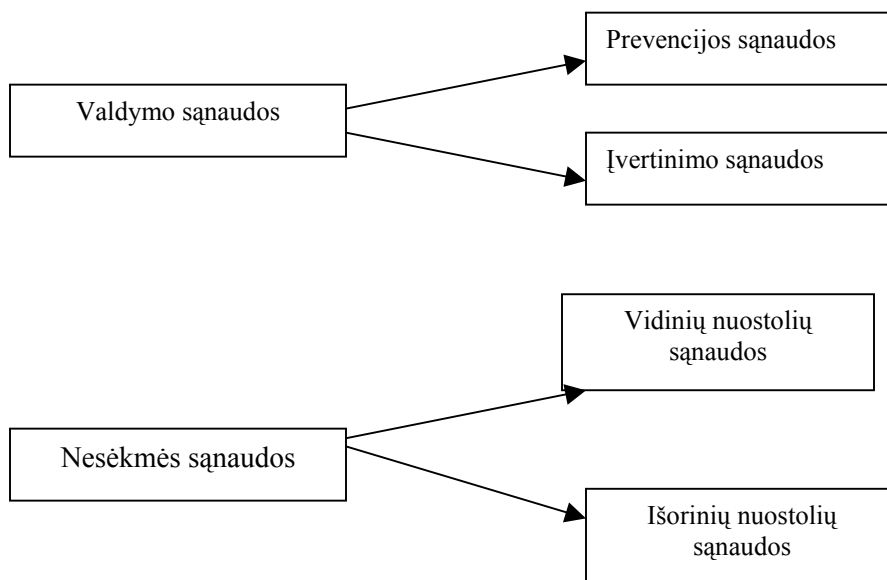 Prevencijos sąnaudos
Valdymo sąnaudos
Įvertinimo sąnaudos
Vidinių nuostolių
sąnaudos
Nesėkmės sąnaudos
Išorinių nuostolių
sąnaudos